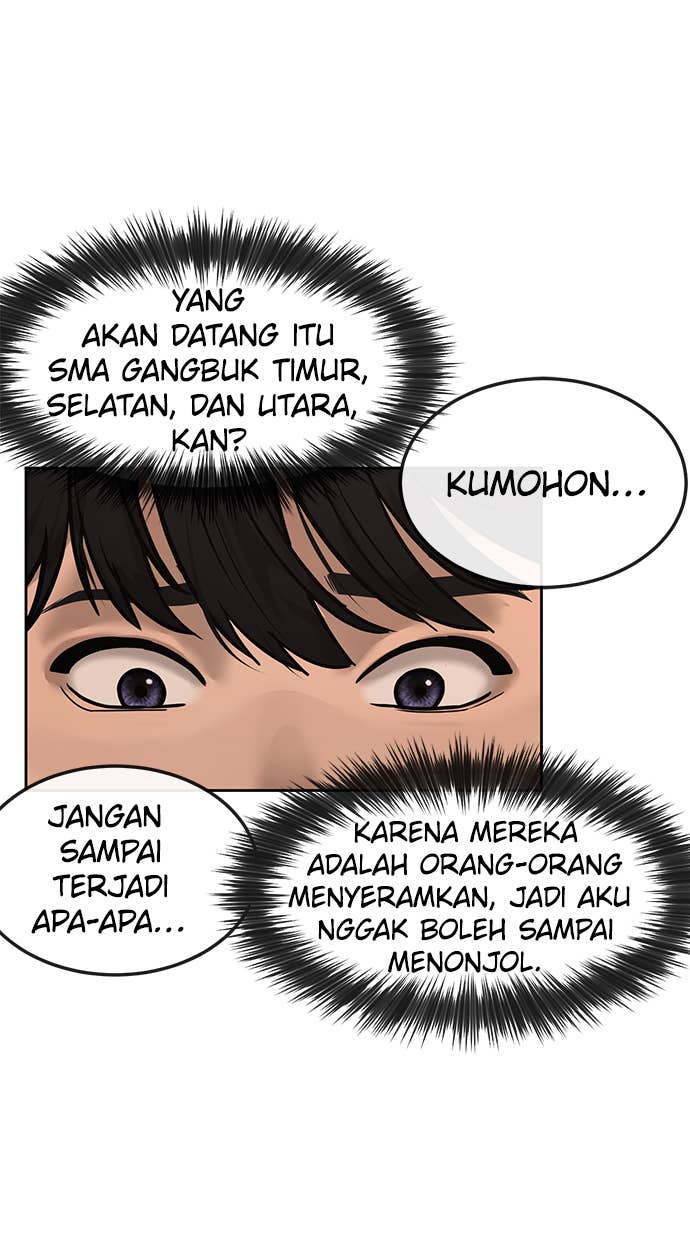 YANG
AKAN DATANG ITU
SMA GANGBUK TIMUR,
SELATAN, DAN UTARA,
KAN?
KUMOHON...
JANGAN
SAMPAI
TERJADI
APA-APA...
KARENA MEREKA
ADALAH ORANG-ORANG
MENYERAMKAN, JADI AKU
NGGAK BOLEH SAMPAI
MENONJOL.